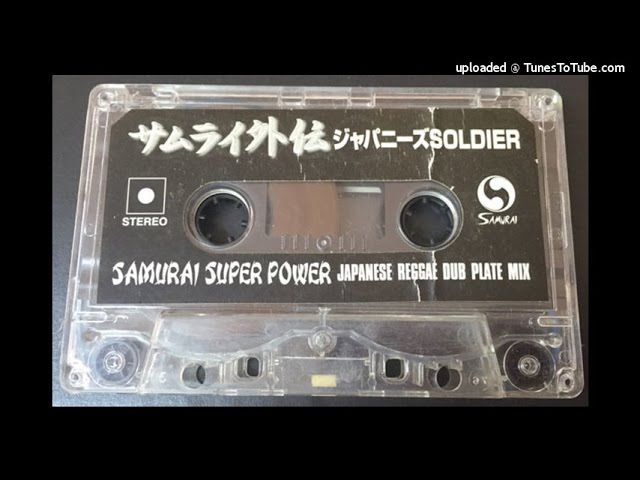 uploaded @ TunesToTube.com
サムライ外伝 ジャパニーズSOLDIER
STEREO
SAMURAI
SAMURAI SUPER POWER JAPANESE REGGAE DUB PLATE MIX